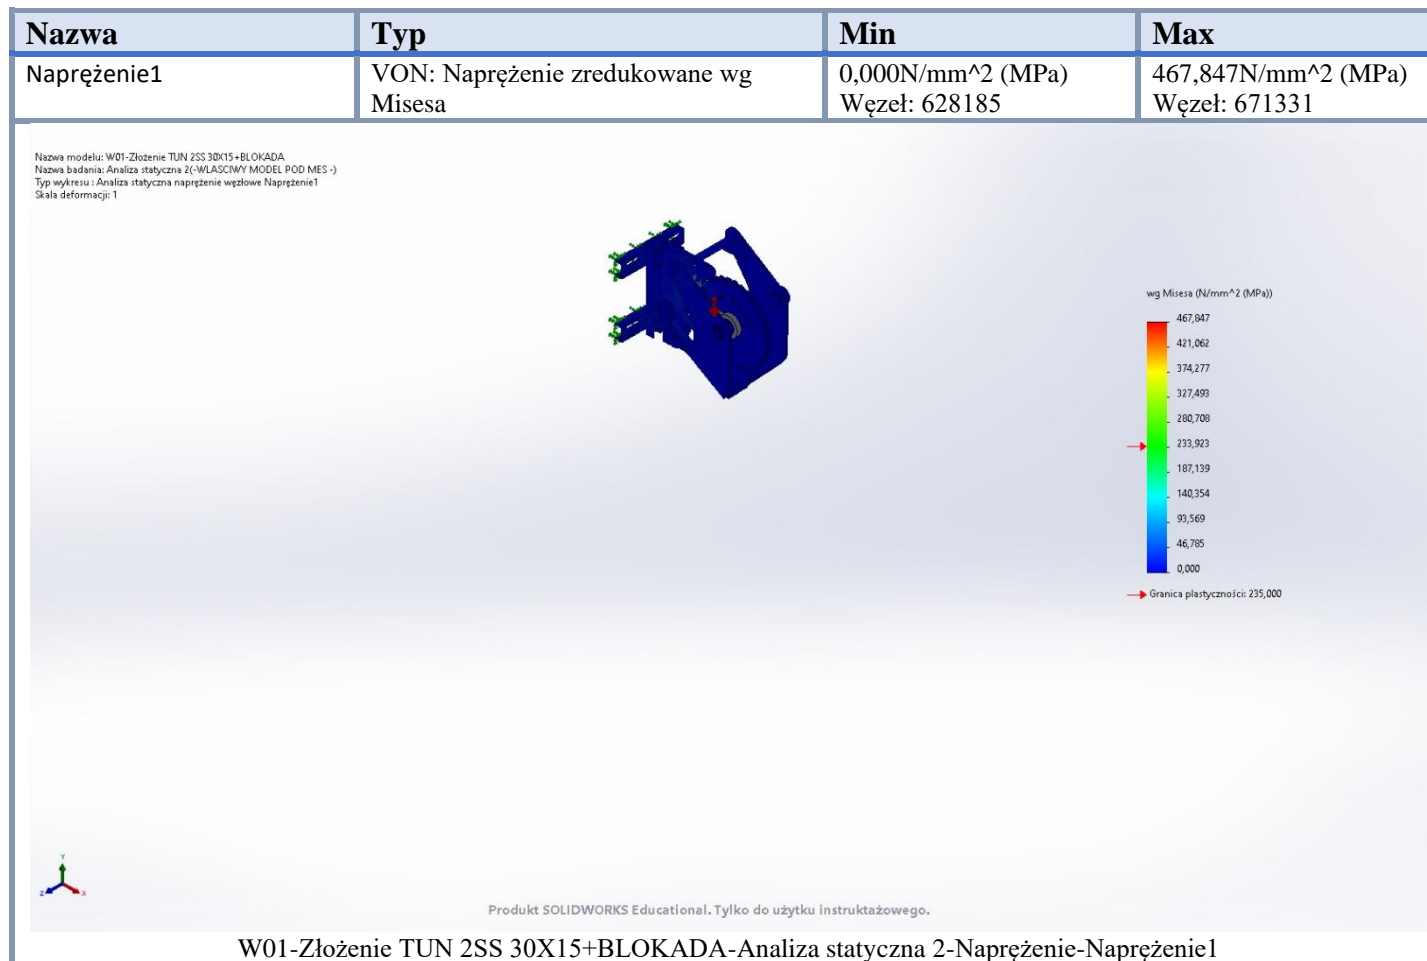 Nazwa Typ Min Max
Naprężenie1 VON: Naprężenie zredukowane wg Misesa 0,000N/mm^2 (MPa) Węzeł: 628185 467,847N/mm^2 (MPa) Węzeł: 671331
Nazwa modelu: W01-Złożenie TUN 2SS 30X15+BLOKADA
Nazwa badania: Analiza statyczna 2(-WLASCIWY MODEL POD MES -)
Typ wykresu : Analiza statyczna naprężenie węzłowe Naprężenie1
Skala deformacji: 1
wg Misesa (N/mm^2 (MPa))
467,847
421,062
374,277
327,493
280,708
233,923
187,139
140,354
93,569
46,785
0,000
Granica plastyczności: 235,000
Y
Z
X
Produkt SOLIDWORKS Educational. Tylko do użytku instruktażowego.
W01-Złożenie TUN 2SS 30X15+BLOKADA-Analiza statyczna 2-Naprężenie-Naprężenie1